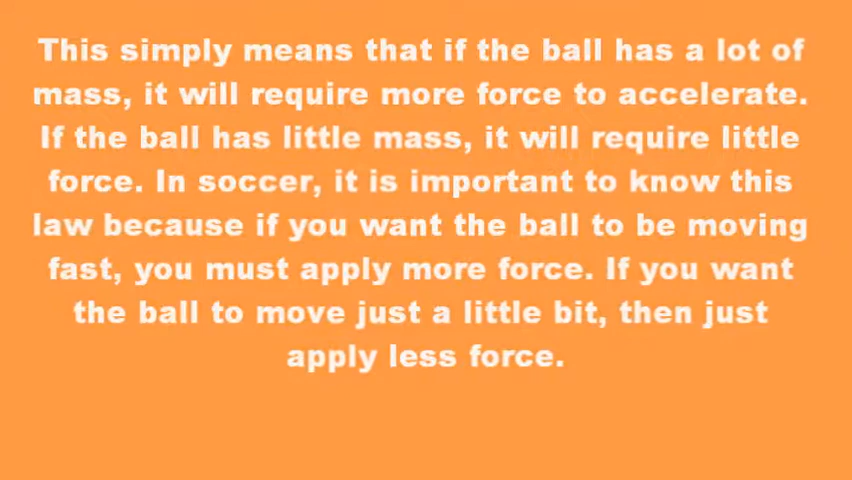 This simply means that if the ball has a lot of
mass, it will require more force to accelerate.
If the ball has little mass, it will require little
force. In soccer, it is important to know this
law because if you want the ball to be moving
fast, you must apply more force. If you want
the ball to move just a little bit, then just
apply less force.